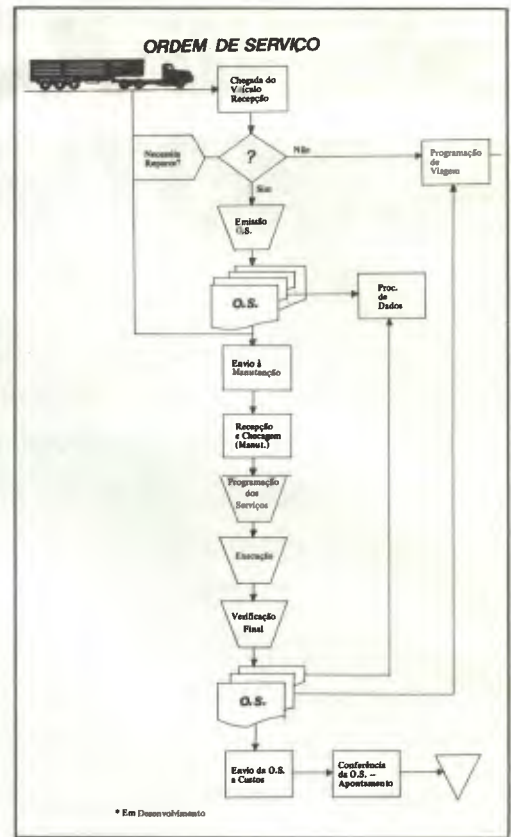 ORDEM DE SERVIÇO
Chegada do
Veículo
Recepção
Necessita
Reparos?
?
Não
Programação
de
Viagem
Sim
Emissão
O.S.
O.S.
Proc.
de
Dados
Envio à
Manutenção
Recepção
e Checagem
(Manut.)
Programação
dos
Serviços
Execução
Verificação
Final
O.S.
Envio da O.S.
a Custos
Conferência
da O.S. –
Apontamento
* Em Desenvolvimento